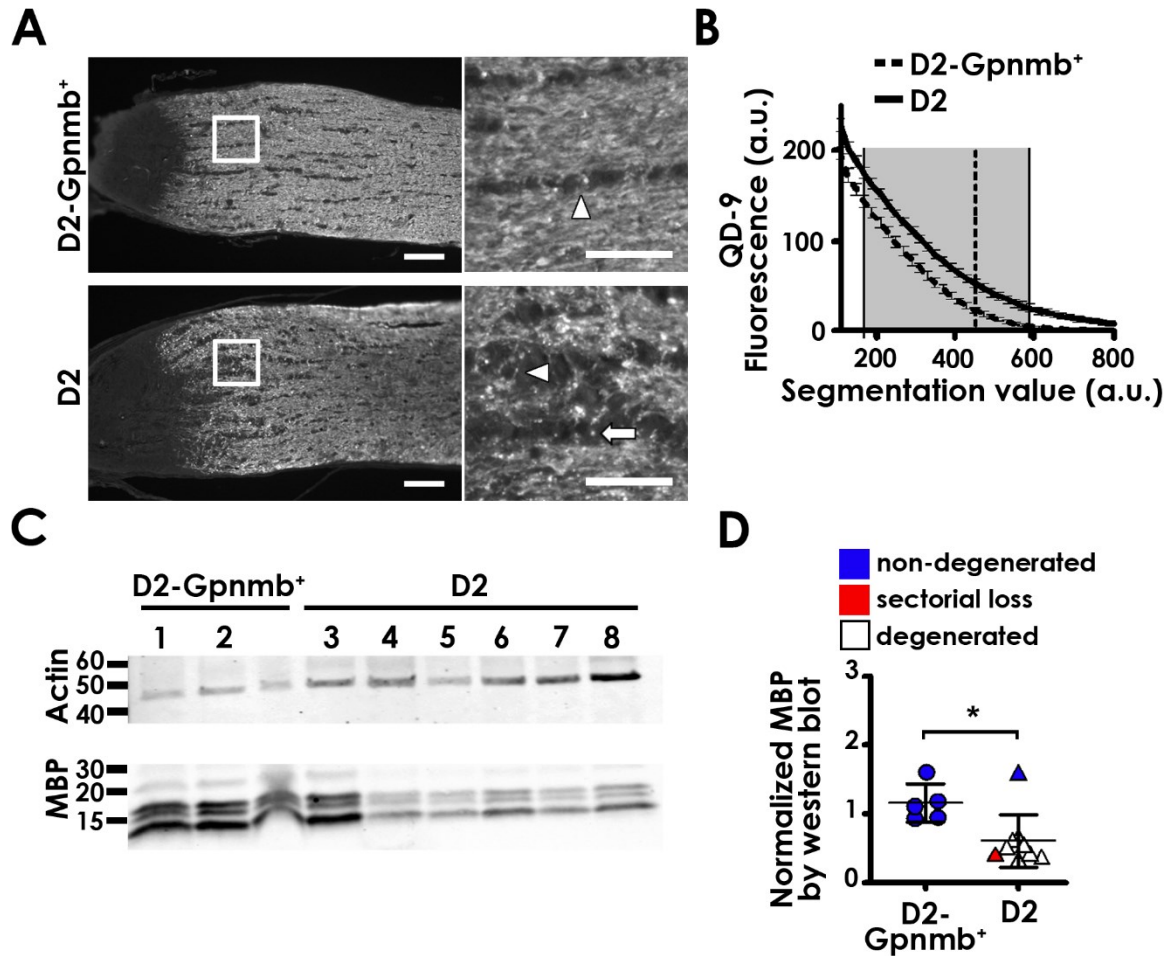 A
D2-Gpnmb+
D2
B
D2-Gpnmb+
D2
QD-9
Fluorescence (a.u.)
200
100
0
200 400 600 800
Segmentation value (a.u.)
C
D2-Gpnmb+ D2
1 2 3 4 5 6 7 8
Actin
60
50
40
MBP
30
20
15
D
non-degenerated
sectorial loss
degenerated
Normalized MBP
by western blot
3
2
1
0
*
D2-
Gpnmb+
D2